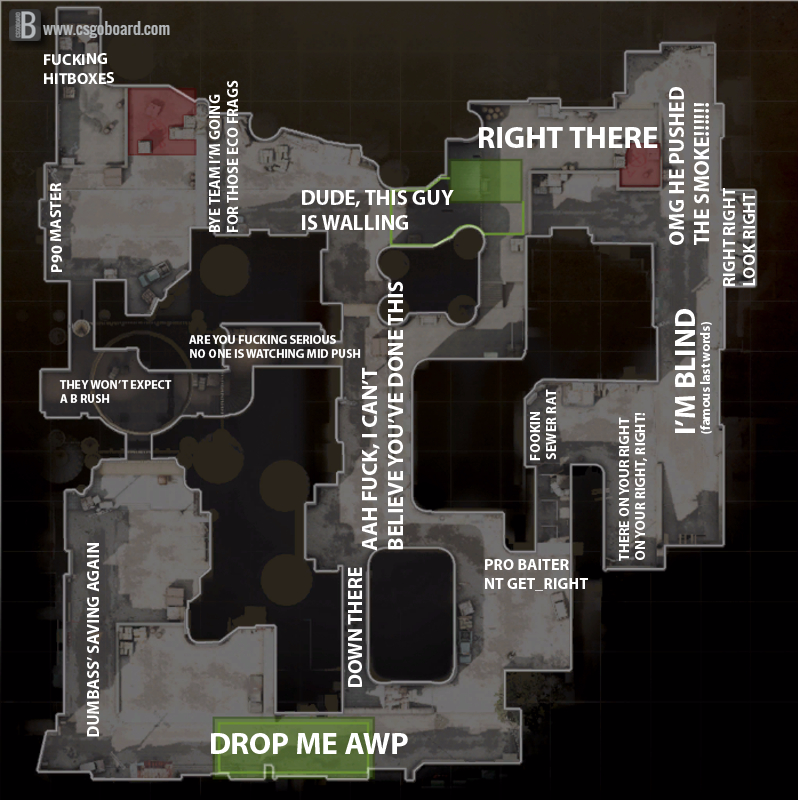 B www.csgoboard.com
FUCKING
HITBOXES
BYE TEAM I'M GOING
FOR THOSE ECO FRAGS
RIGHT THERE
OMG HE PUSHED
THE SMOKE!!!!!!!
P90 MASTER
DUDE, THIS GUY
IS WALLING
RIGHT RIGHT
LOOK RIGHT
ARE YOU FUCKING SERIOUS
NO ONE IS WATCHING MID PUSH
THEY WON'T EXPECT
A B RUSH
AAH FUCK, I CAN'T
BELIEVE YOU'VE DONE THIS
I'M BLIND
(famous last words)
FOOKIN
SEWER RAT
THERE ON YOUR RIGHT
ON YOUR RIGHT, RIGHT!
DUMBASS' SAVING AGAIN
DOWN THERE
PRO BAITER
NT GET_RIGHT
DROP ME AWP